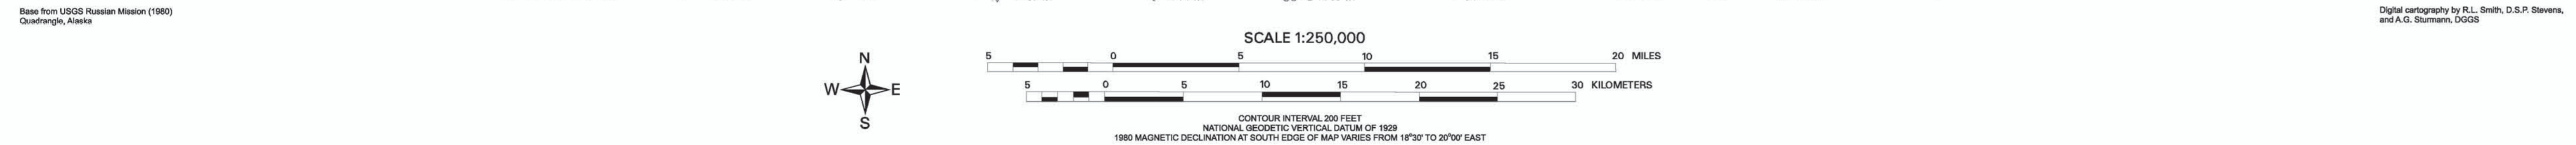 Base from USGS Russian Mission (1980)
Quadrangle, Alaska
Digital cartography by R.L. Smith, D.S.P. Stevens,
and A.G. Sturmann, DGGS
SCALE 1:250,000
5 0 5 10 15 20 MILES
5 0 5 10 15 20 25 30 KILOMETERS
N
W E
S
CONTOUR INTERVAL 200 FEET
NATIONAL GEODETIC VERTICAL DATUM OF 1929
1980 MAGNETIC DECLINATION AT SOUTH EDGE OF MAP VARIES FROM 18°30' TO 20°00' EAST